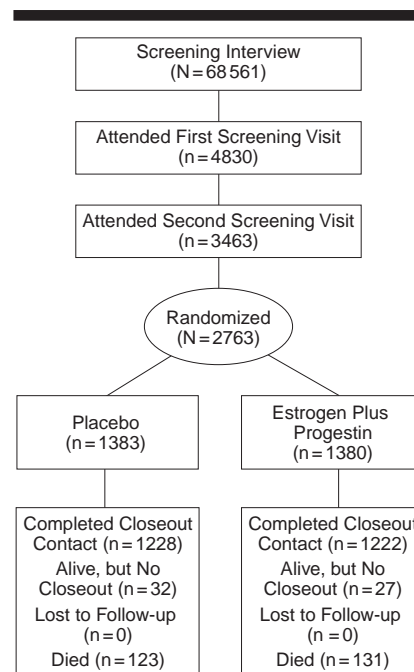 Screening Interview
(N = 68 561)
Attended First Screening Visit
(n = 4830)
Attended Second Screening Visit
(n = 3463)
Randomized
(N = 2763)
Placebo
(n = 1383)
Estrogen Plus
Progestin
(n = 1380)
Completed Closeout
Contact (n = 1228)
Alive, but No
Closeout (n = 32)
Lost to Follow-up
(n = 0)
Died (n = 123)
Completed Closeout
Contact (n = 1222)
Alive, but No
Closeout (n = 27)
Lost to Follow-up
(n = 0)
Died (n = 131)